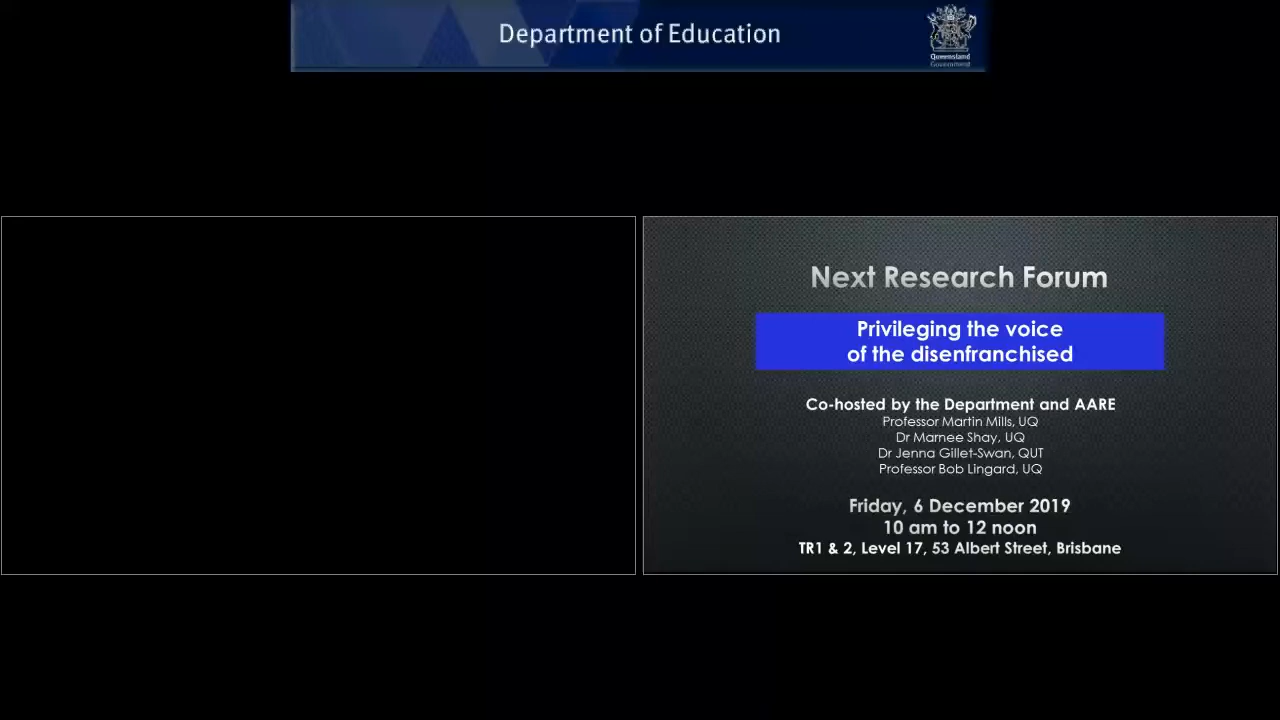 Department of Education
Queensland
Government
Next Research Forum
Privileging the voice
of the disenfranchised
Co-hosted by the Department and AARE
Professor Martin Mills, UQ
Dr Marnee Shay, UQ
Dr Jenna Gillet-Swan, QUT
Professor Bob Lingard, UQ
Friday, 6 December 2019
10 am to 12 noon
TR1 & 2, Level 17, 53 Albert Street, Brisbane